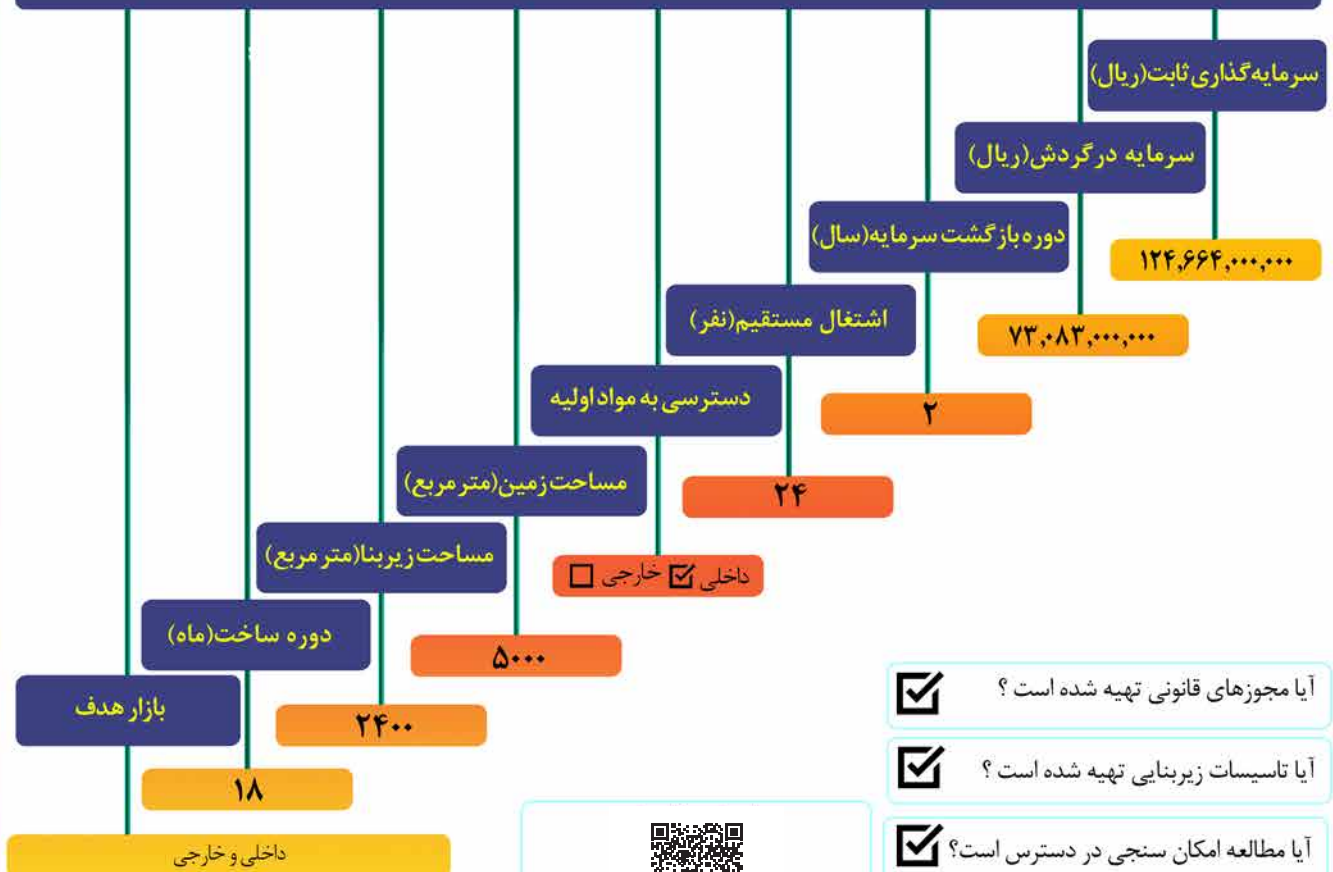 سرمایه‌گذاری ثابت(ریال)
۱۲۴,۶۶۴,۰۰۰,۰۰۰
سرمایه در گردش(ریال)
۷۳,۰۸۳,۰۰۰,۰۰۰
دوره بازگشت سرمایه(سال)
۲
اشتغال مستقیم(نفر)
۲۴
دسترسی به مواد اولیه
داخلی ☑ خارجی ☐
مساحت زمین(متر مربع)
۵۰۰۰
مساحت زیربنا(متر مربع)
۲۴۰۰
دوره ساخت(ماه)
۱۸
بازار هدف
داخلی و خارجی
آیا مجوزهای قانونی تهیه شده است ؟ ☑
آیا تاسیسات زیربنایی تهیه شده است ؟ ☑
آیا مطالعه امکان سنجی در دسترس است؟ ☑